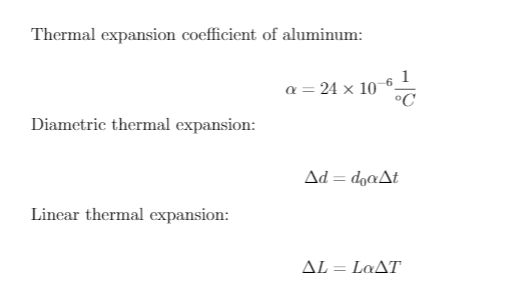 Thermal expansion coefficient of aluminum:
α = 24 × 10⁻⁶ 1/°C
Diametric thermal expansion:
Δd = d₀αΔt
Linear thermal expansion:
ΔL = LαΔT